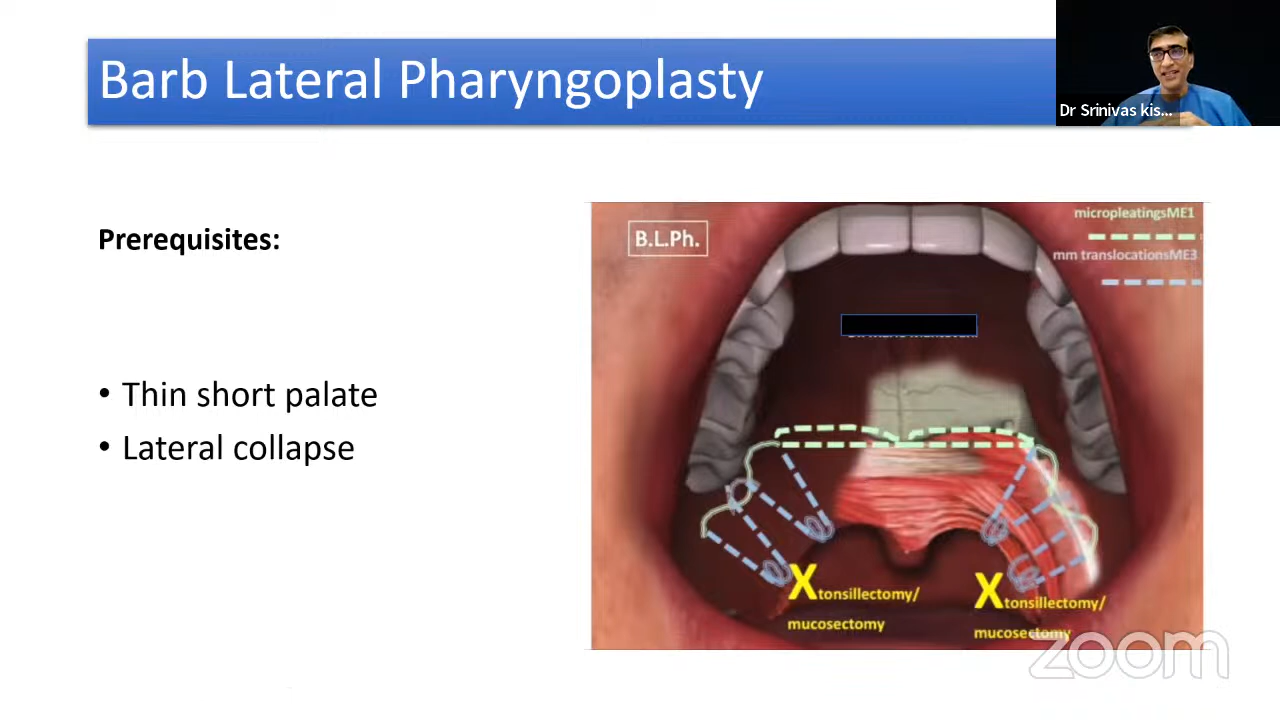 Barb Lateral Pharyngoplasty
Dr Srinivas kis...
Prerequisites:
• Thin short palate
• Lateral collapse
B.L.Ph.
micropleatingsME1
mm translocationsME3
X tonsillectomy/
mucosectomy
X tonsillectomy/
mucosectomy
zoom